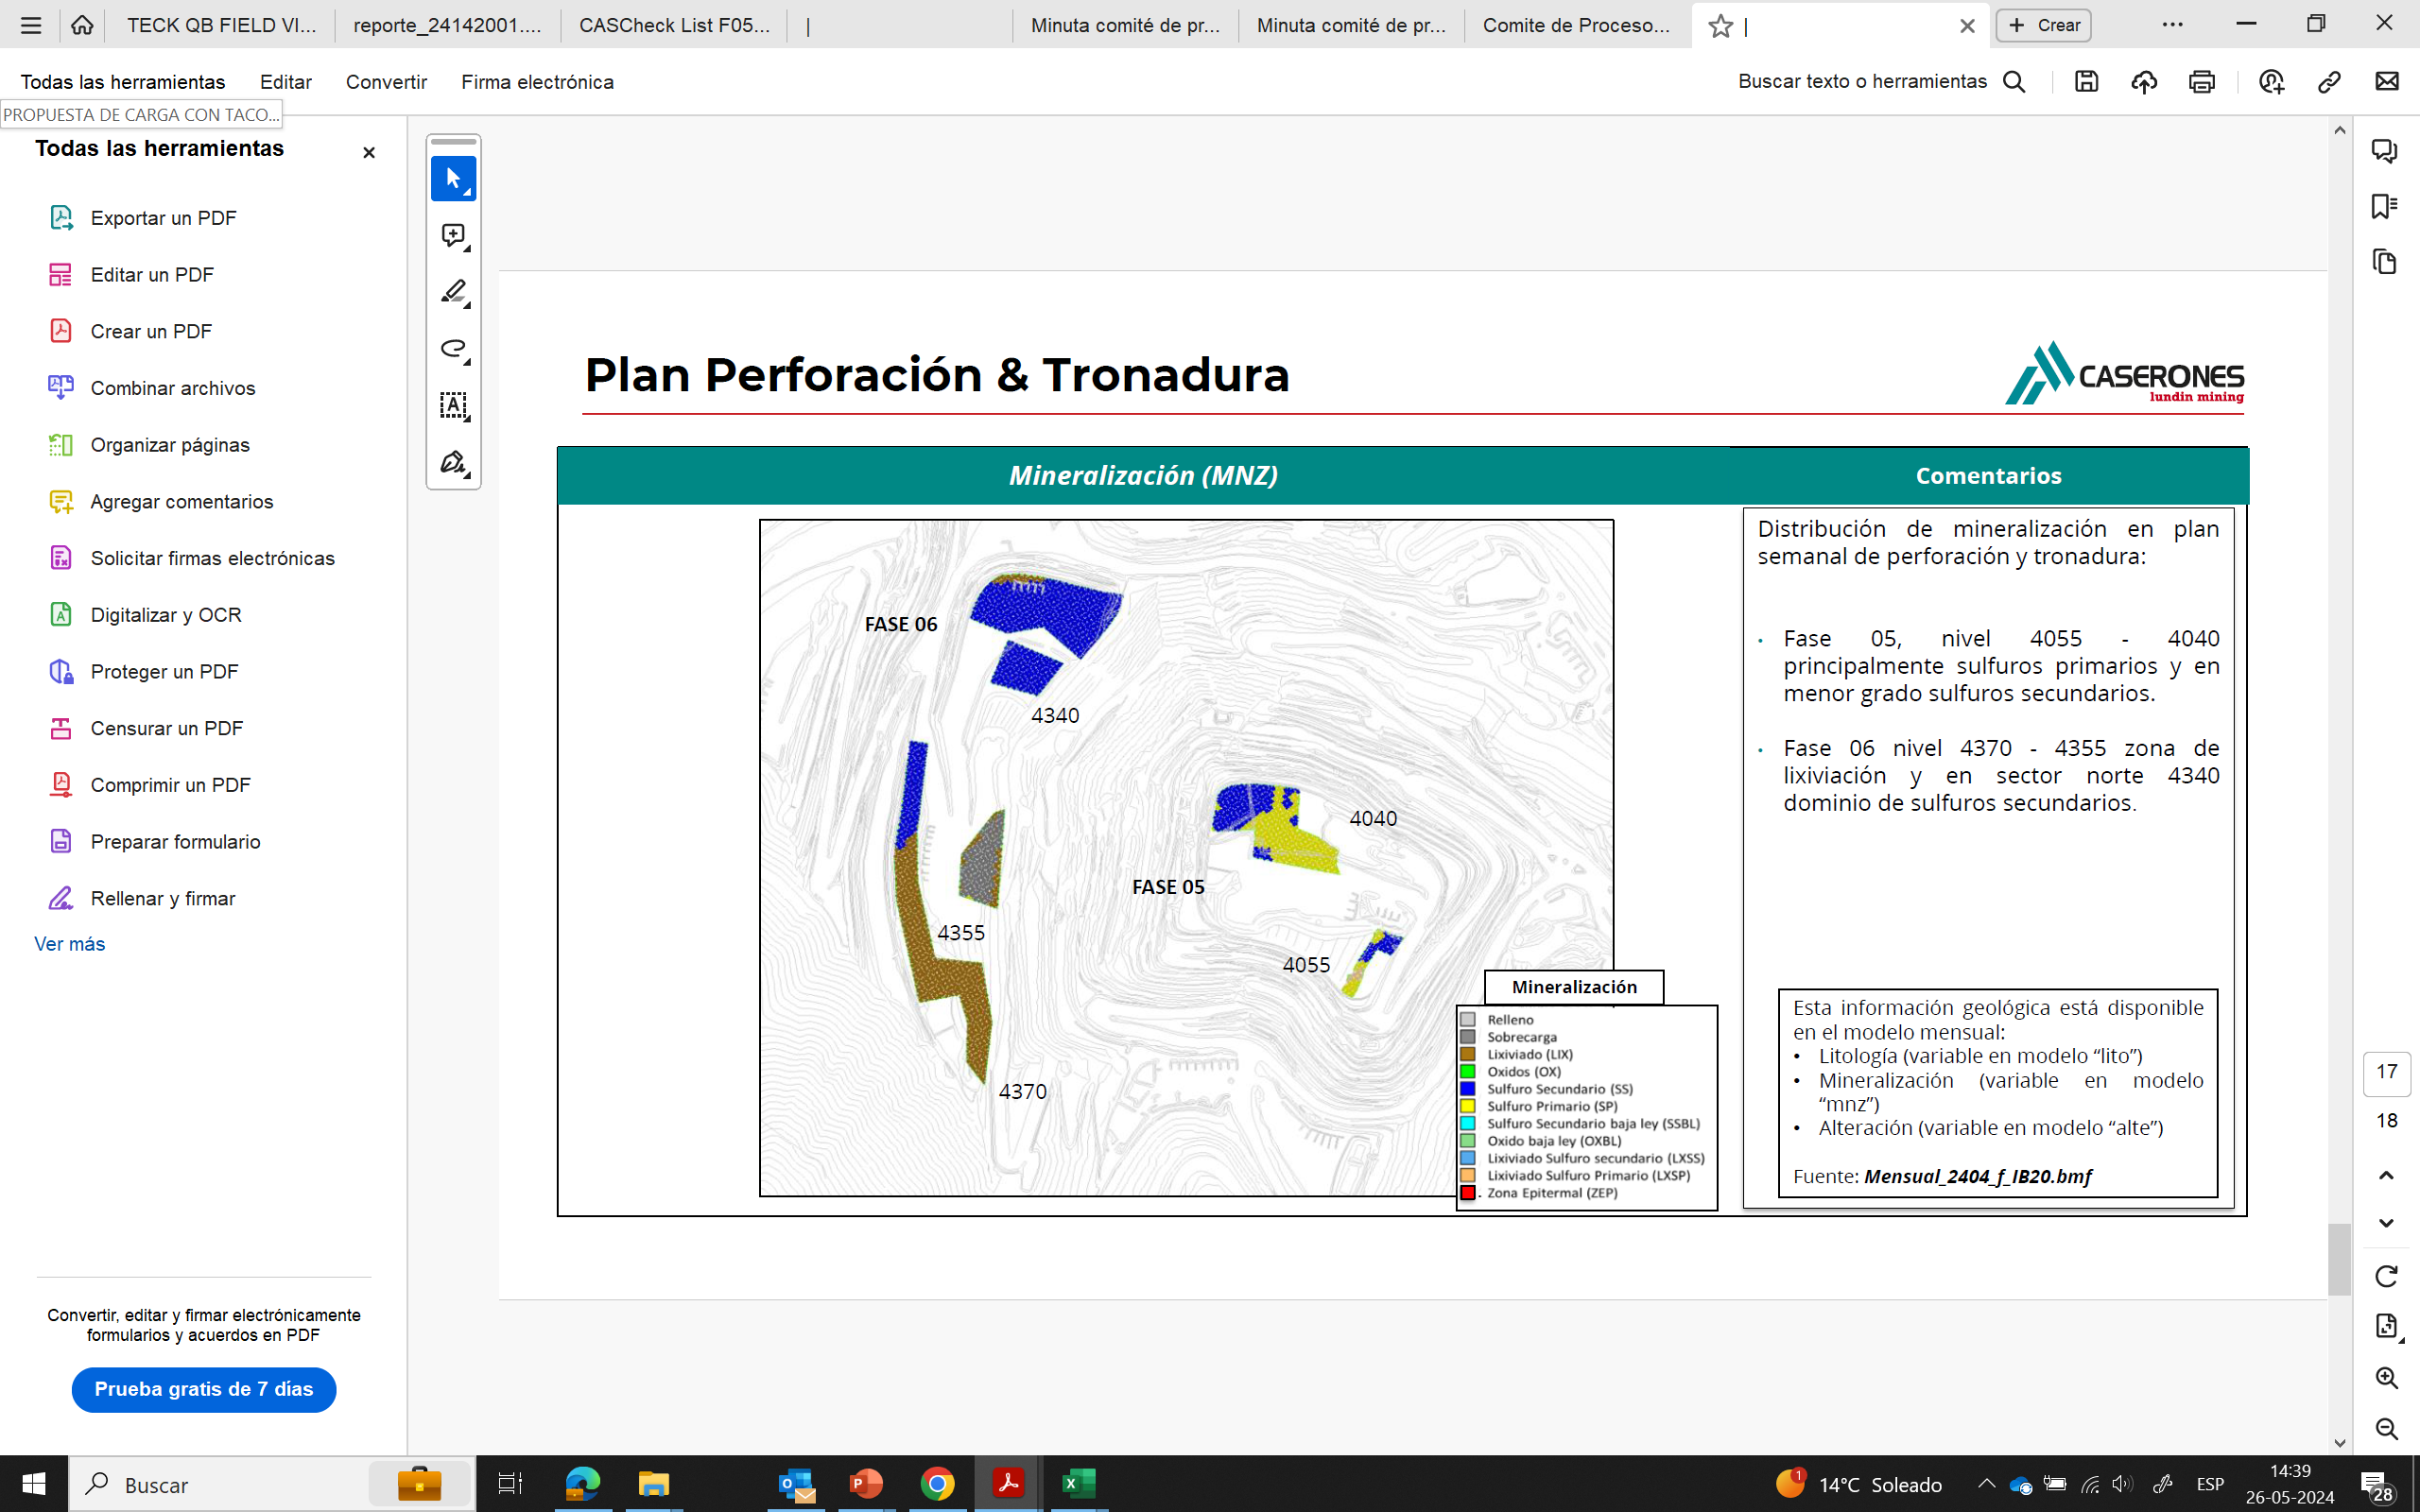 TECK QB FIELD VI...
reporte_24142001....
CASCheck List F05...
Minuta comité de pr...
Minuta comité de pr...
Comite de Proceso...
Crear
Todas las herramientas
Editar
Convertir
Firma electrónica
Buscar texto o herramientas
PROPUESTA DE CARGA CON TACO...
Todas las herramientas
Exportar un PDF
Editar un PDF
Crear un PDF
Combinar archivos
Organizar páginas
Agregar comentarios
Solicitar firmas electrónicas
Digitalizar y OCR
Proteger un PDF
Censurar un PDF
Comprimir un PDF
Preparar formulario
Rellenar y firmar
Ver más
Convertir, editar y firmar electrónicamente
formularios y acuerdos en PDF
Prueba gratis de 7 días
Plan Perforación & Tronadura
CASERONES
lundin mining
Mineralización (MNZ)
Comentarios
FASE 06
4340
4355
4370
FASE 05
4040
4055
Mineralización
Relleno
Sobrecarga
Lixiviado (LIX)
Oxidos (OX)
Sulfuro Secundario (SS)
Sulfuro Primario (SP)
Sulfuro Secundario baja ley (SSBL)
Oxido baja ley (OXBL)
Lixiviado Sulfuro secundario (LXSS)
Lixiviado Sulfuro Primario (LXSP)
Zona Epitermal (ZEP)
Distribución de mineralización en plan
semanal de perforación y tronadura:
• Fase 05, nivel 4055 - 4040
principalmente sulfuros primarios y en
menor grado sulfuros secundarios.
• Fase 06 nivel 4370 - 4355 zona de
lixiviación y en sector norte 4340
dominio de sulfuros secundarios.
Esta información geológica está disponible
en el modelo mensual:
• Litología (variable en modelo “lito”)
• Mineralización (variable en modelo
“mnz”)
• Alteración (variable en modelo “alte”)
Fuente: Mensual_2404_f_IB20.bmf
17
18
Buscar
1
14°C Soleado
ESP
14:39
26-05-2024
28